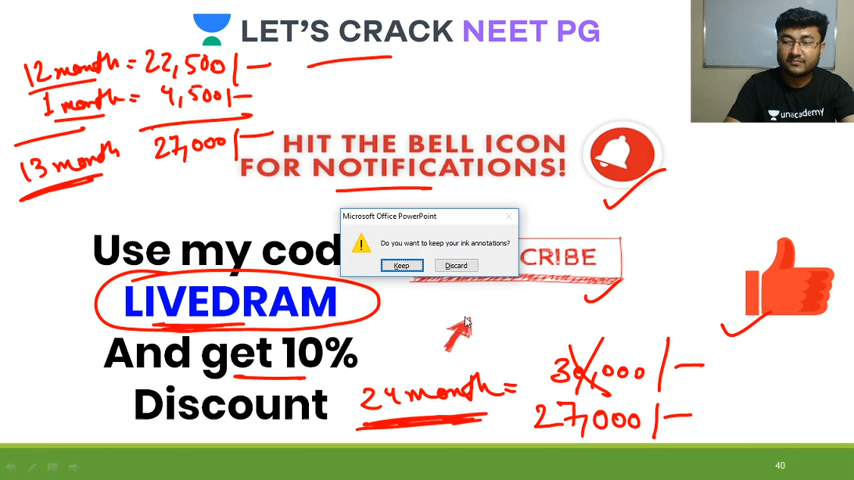 LET'S CRACK NEET PG
12 month = 22,500/-
1 month = 4,500/-
13 month 27,000/-
HIT THE BELL ICON
FOR NOTIFICATIONS!
unacademy
Microsoft Office PowerPoint
Do you want to keep your ink annotations?
Keep Discard
Use my cod
CRIBE
LIVEDRAM
And get 10%
Discount
24 month = 30,000/-
27,000/-
40